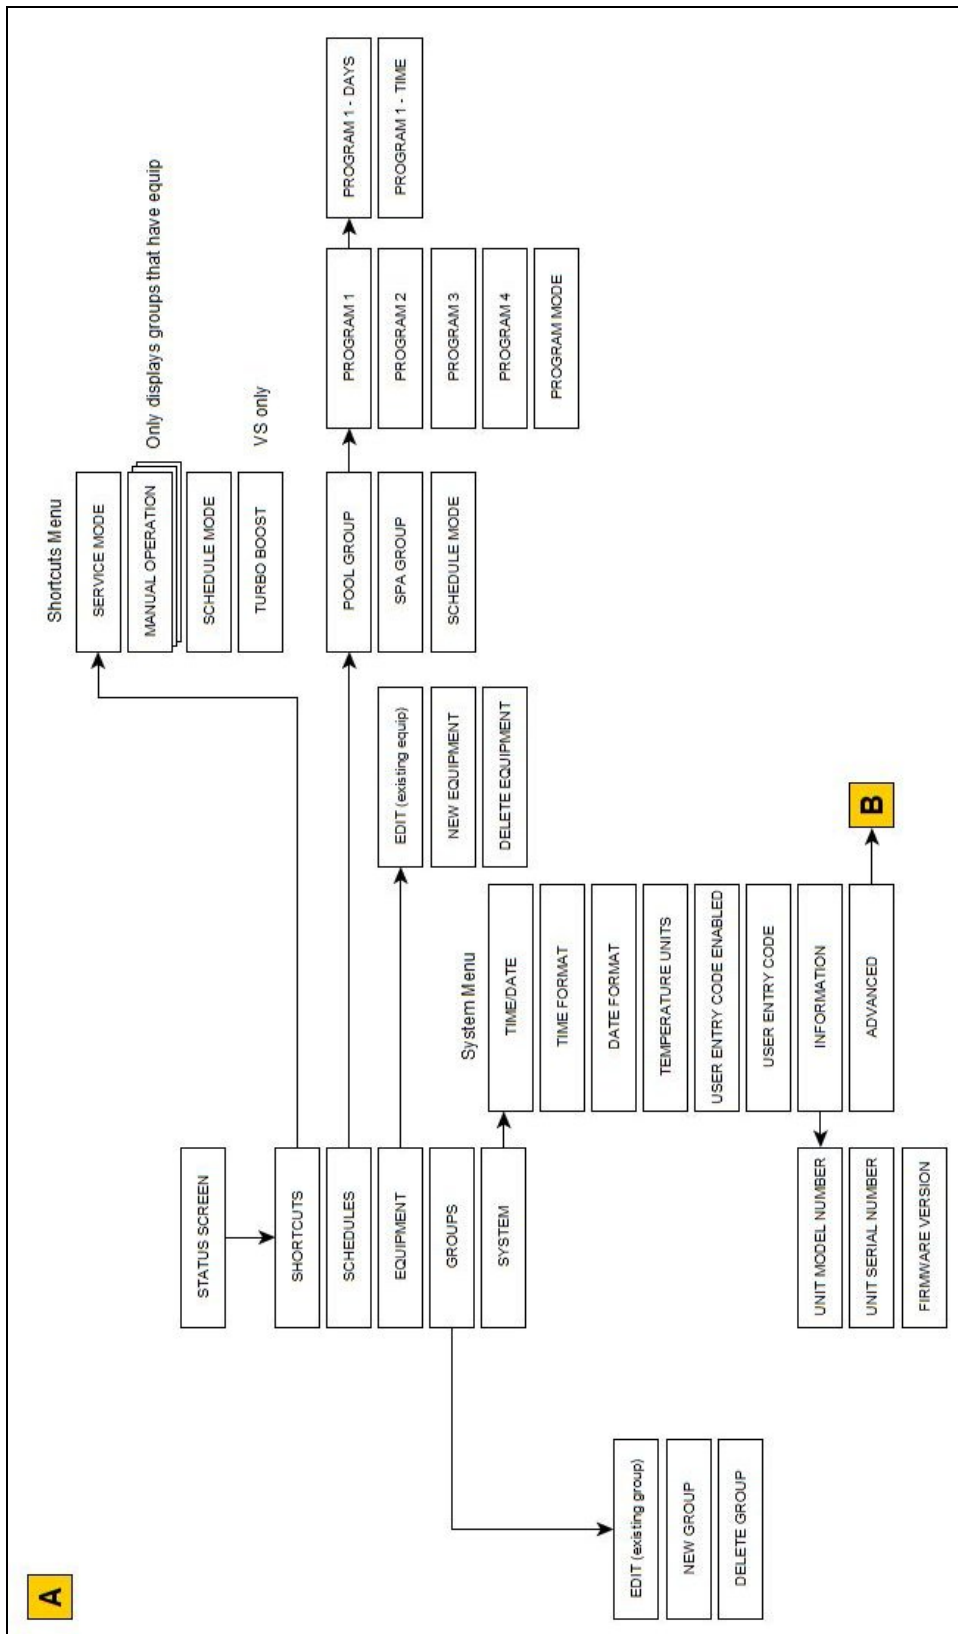 A
STATUS SCREEN
SHORTCUTS
SCHEDULES
EQUIPMENT
GROUPS
SYSTEM
Shortcuts Menu
SERVICE MODE
MANUAL OPERATION
Only displays groups that have equip
SCHEDULE MODE
TURBO BOOST
VS only
POOL GROUP
SPA GROUP
SCHEDULE MODE
PROGRAM 1
PROGRAM 2
PROGRAM 3
PROGRAM 4
PROGRAM MODE
PROGRAM 1 - DAYS
PROGRAM 1 - TIME
EDIT (existing equip)
NEW EQUIPMENT
DELETE EQUIPMENT
EDIT (existing group)
NEW GROUP
DELETE GROUP
System Menu
TIME/DATE
TIME FORMAT
DATE FORMAT
TEMPERATURE UNITS
USER ENTRY CODE ENABLED
USER ENTRY CODE
INFORMATION
ADVANCED
B
UNIT MODEL NUMBER
UNIT SERIAL NUMBER
FIRMWARE VERSION